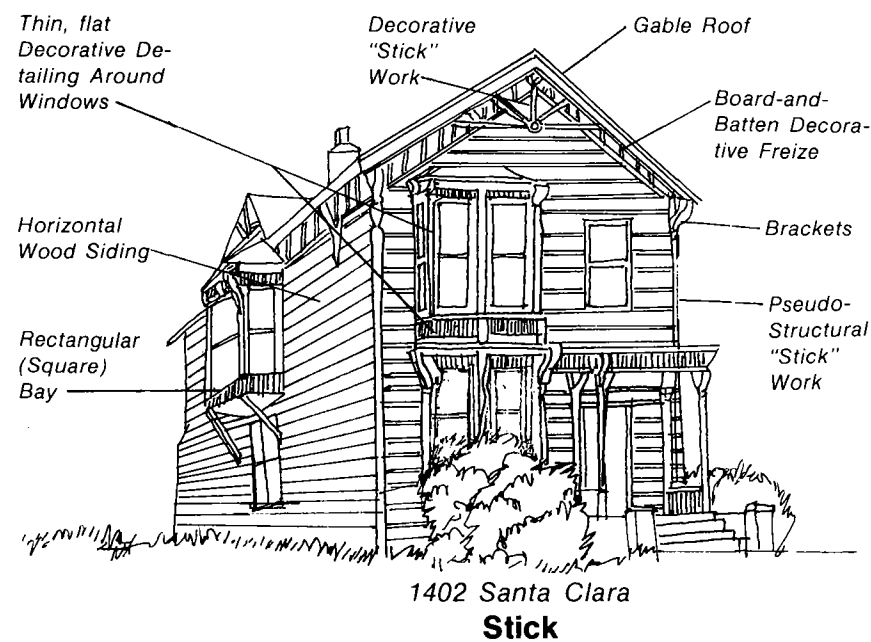 Thin, flat
Decorative De-
tailing Around
Windows
Decorative
"Stick"
Work
Gable Roof
Board-and-
Batten Decora-
tive Freize
Horizontal
Wood Siding
Brackets
Rectangular
(Square)
Bay
Pseudo-
Structural
"Stick"
Work
1402 Santa Clara
Stick